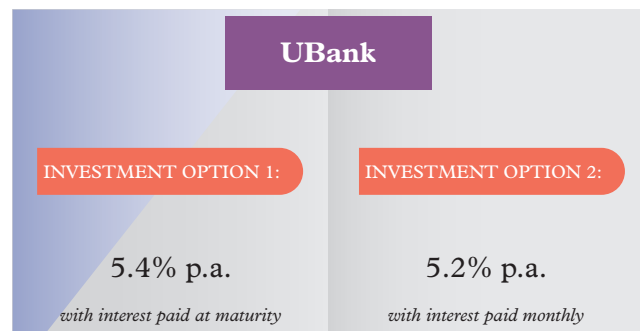 UBank
INVESTMENT OPTION 1:
5.4% p.a.
with interest paid at maturity
INVESTMENT OPTION 2:
5.2% p.a.
with interest paid monthly